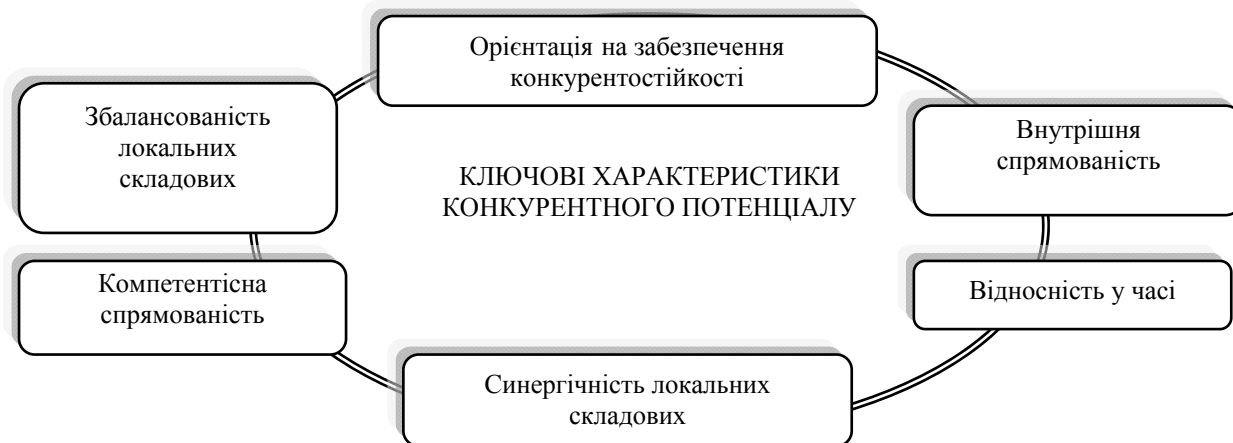 Орієнтація на забезпечення
конкурентостійкості
Збалансованість
локальних
складових
Внутрішня
спрямованість
КЛЮЧОВІ ХАРАКТЕРИСТИКИ
КОНКУРЕНТНОГО ПОТЕНЦІАЛУ
Компетентісна
спрямованість
Відносність у часі
Синергічність локальних
складових